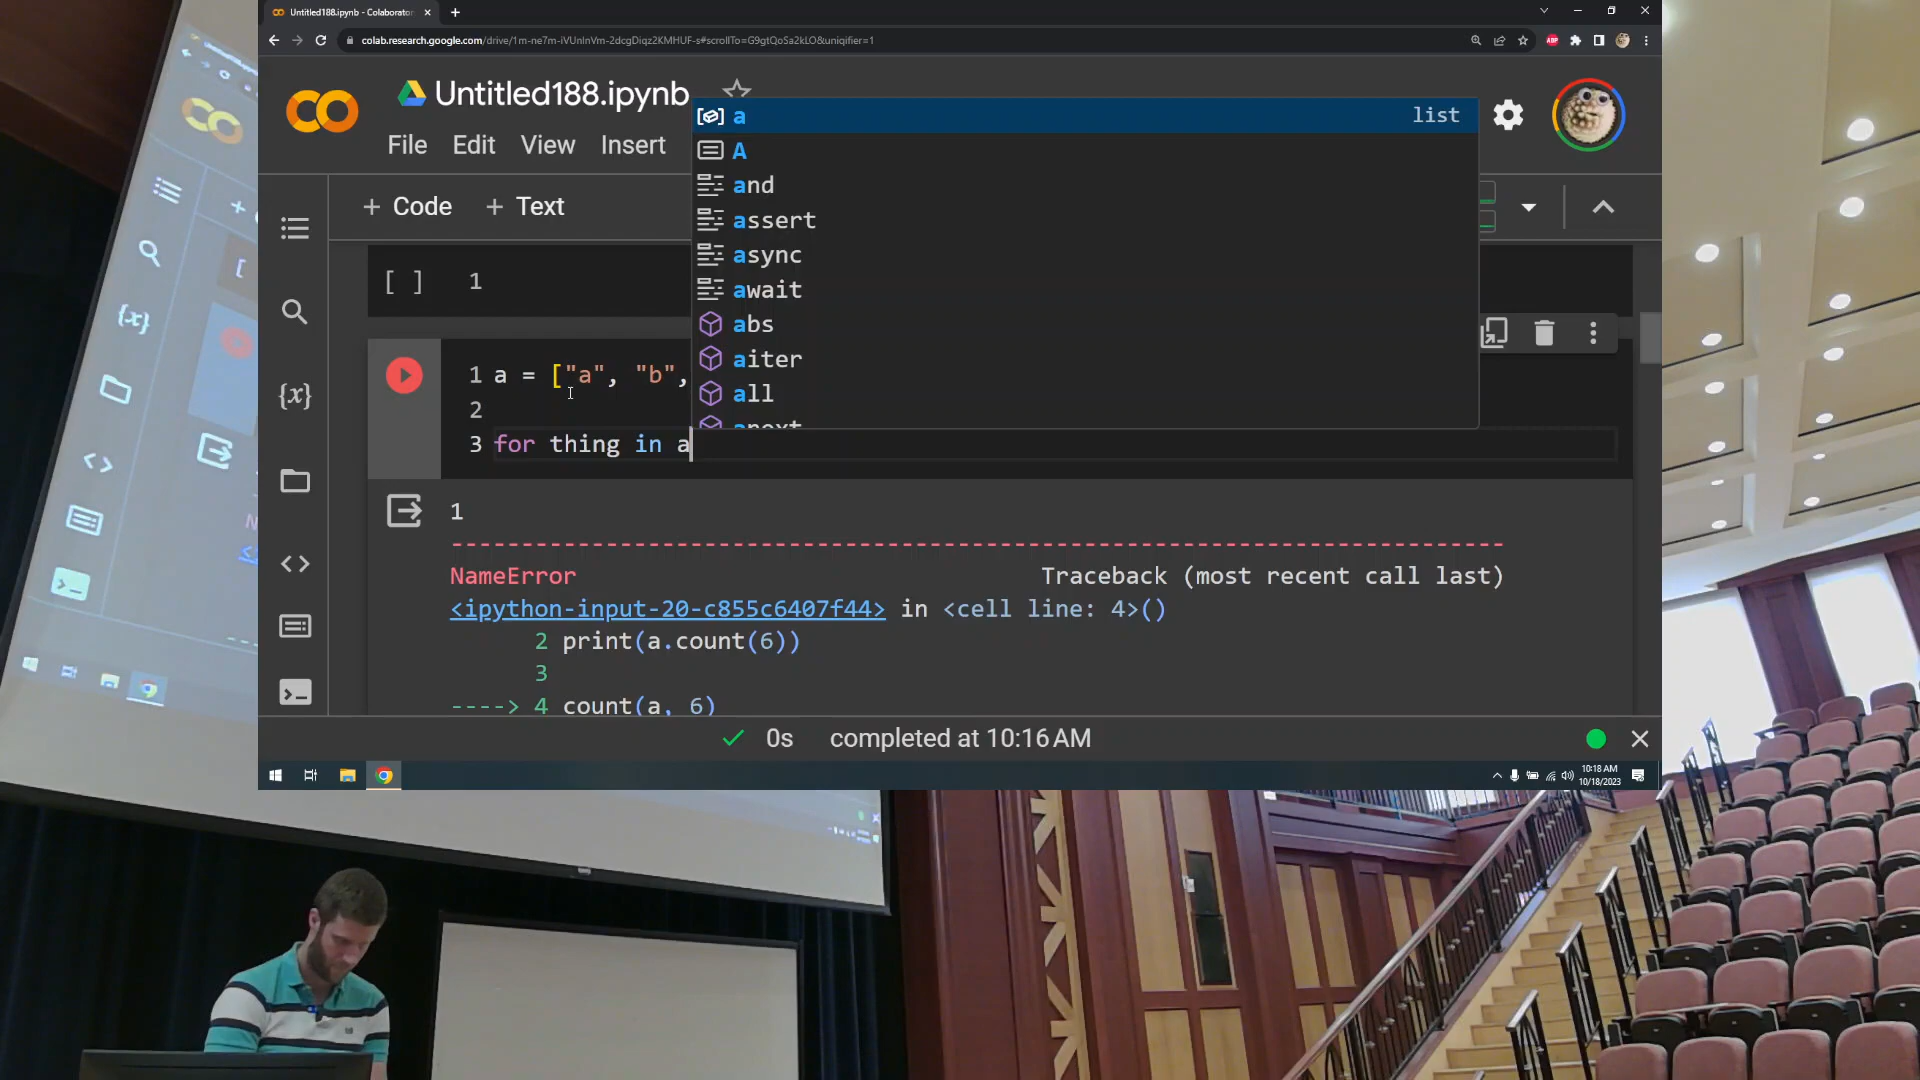 Untitled188.ipynb - Colaborator
colab.research.google.com/drive/1m-ne7m-iVUnInVm-2dcgDiqz2KMHUF-s#scrollTo=G9gtQoSa2kLO&uniqifier=1
Untitled188.ipynb
File Edit View Insert
+ Code + Text
a list
A
and
assert
async
await
abs
aiter
all
anext
[ ] 1
1 a = ["a", "b",
2
3 for thing in a
1
NameError Traceback (most recent call last)
<ipython-input-20-c855c6407f44> in <cell line: 4>()
2 print(a.count(6))
3
----> 4 count(a, 6)
0s completed at 10:16 AM
10:18 AM
10/18/2023